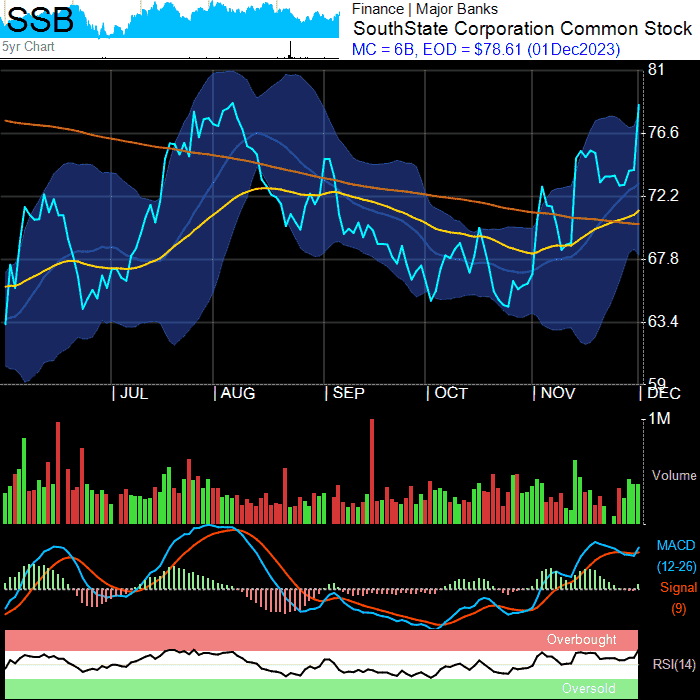 SSB
5yr Chart
Finance | Major Banks
SouthState Corporation Common Stock
MC = 6B, EOD = $78.61 (01Dec2023)
81
76.6
72.2
67.8
63.4
59
JUL
AUG
SEP
OCT
NOV
DEC
1M
Volume
MACD
(12-26)
Signal
(9)
Overbought
RSI(14)
Oversold